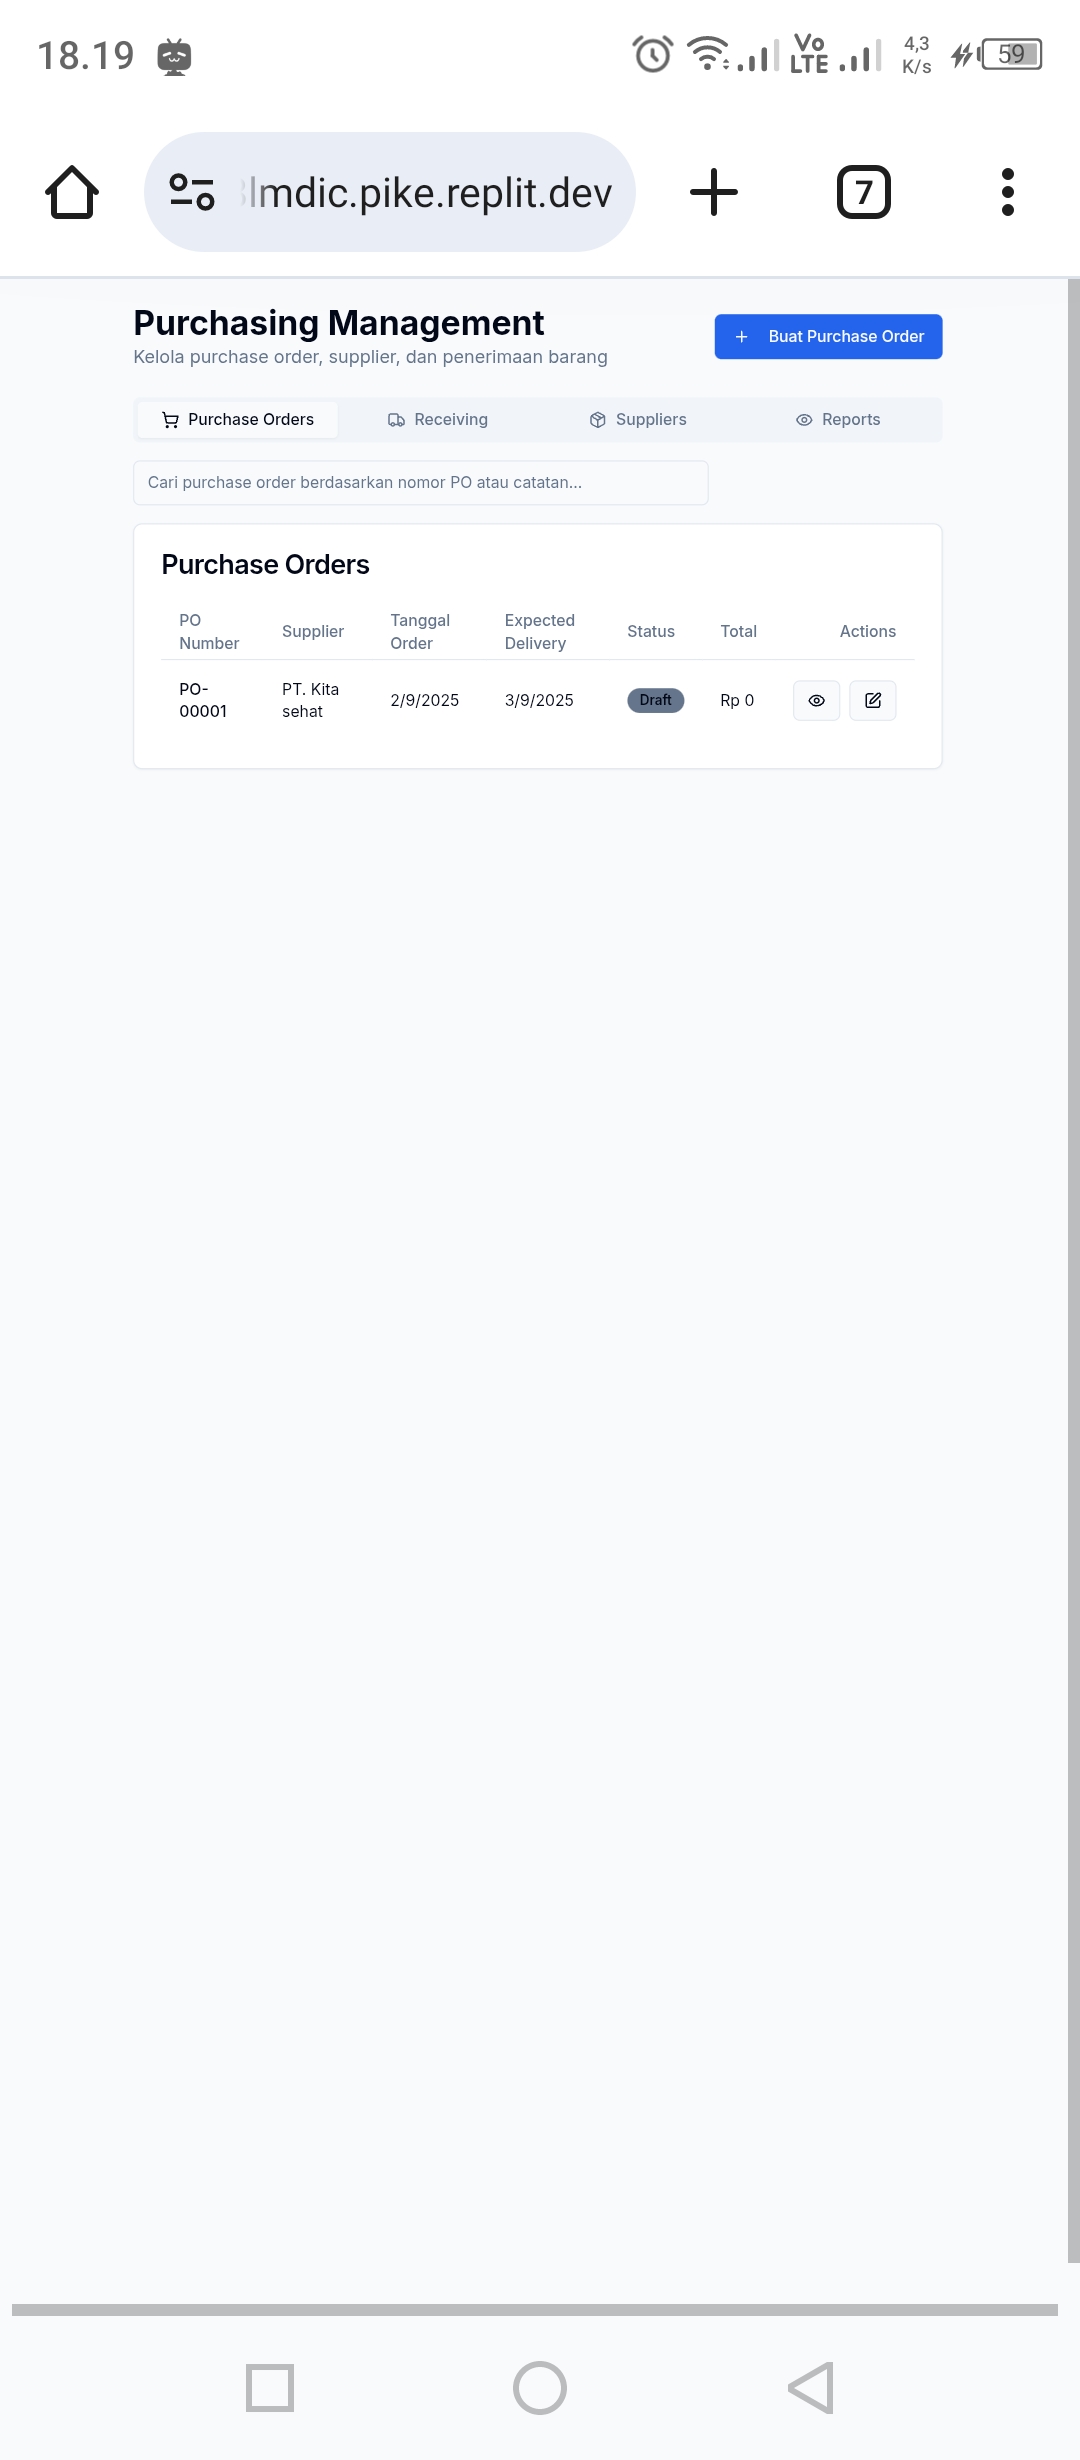 18.19
Vo LTE
4,3 K/s
59
lmdic.pike.replit.dev
7
Purchasing Management
Kelola purchase order, supplier, dan penerimaan barang
Buat Purchase Order
Purchase Orders
Receiving
Suppliers
Reports
Cari purchase order berdasarkan nomor PO atau catatan...
Purchase Orders
PO Number
Supplier
Tanggal Order
Expected Delivery
Status
Total
Actions
PO-00001
PT. Kita sehat
2/9/2025
3/9/2025
Draft
Rp 0